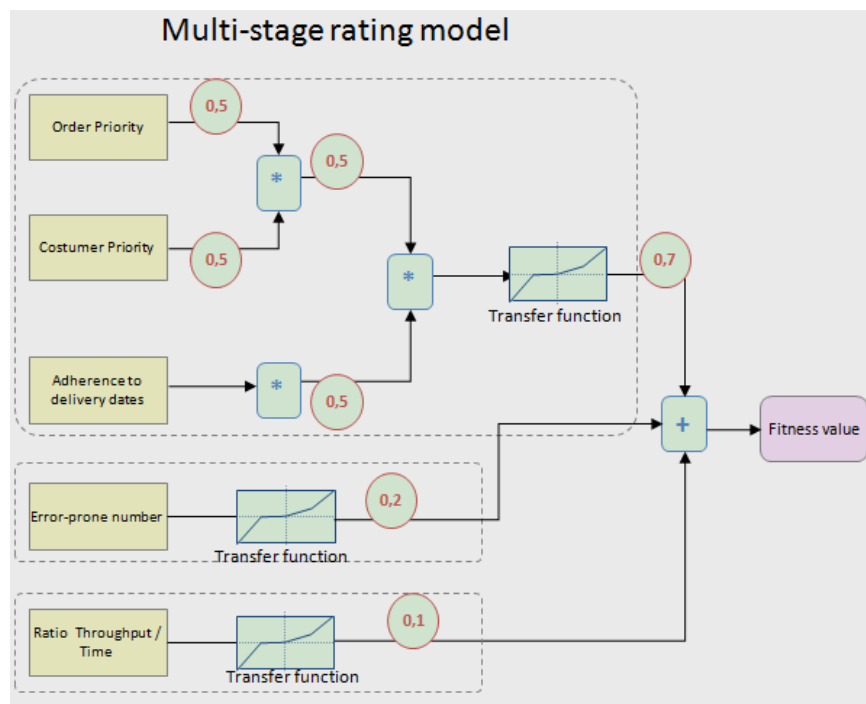 Multi-stage rating model
Order Priority
0,5
*
0,5
Costumer Priority
0,5
*
0,7
Transfer function
Adherence to
delivery dates
*
0,5
+
Fitness value
Error-prone number
0,2
Transfer function
Ratio Throughput /
Time
0,1
Transfer function